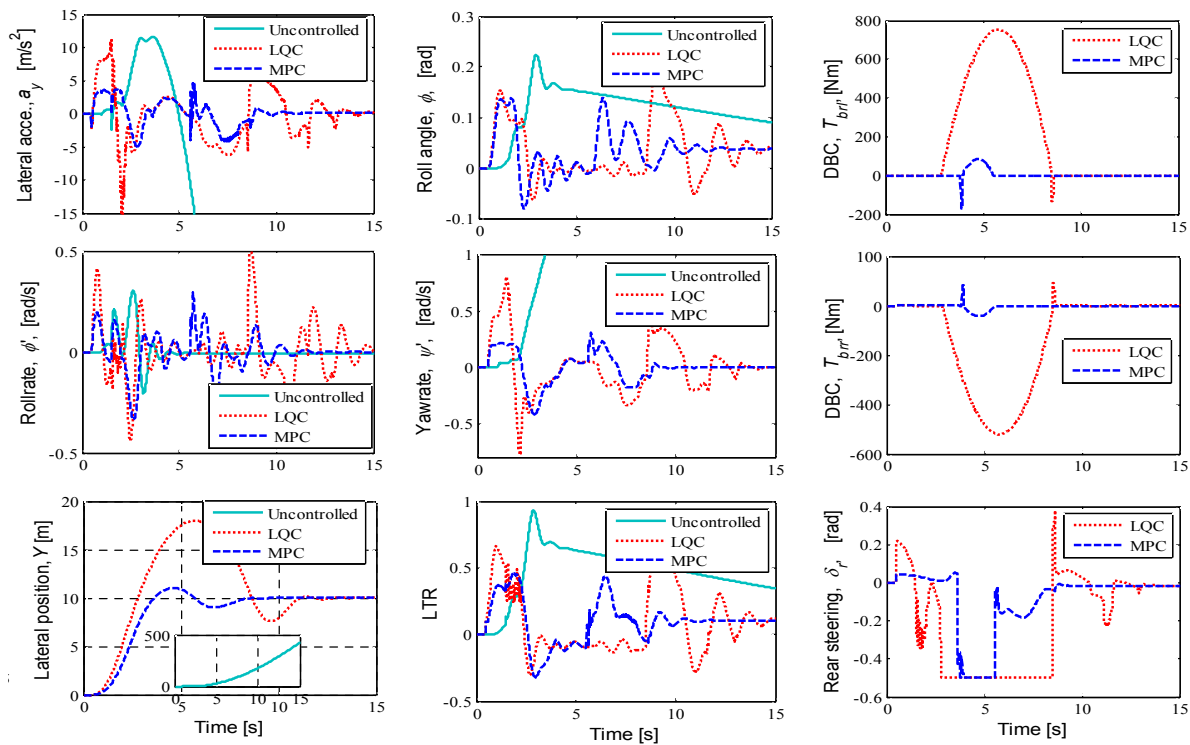 Lateral acce., a_y [m/s²]
15
10
5
0
-5
-10
-15
0 5 10 15
Uncontrolled
LQC
MPC
Roll angle, ϕ, [rad]
0.3
0.2
0.1
0
-0.1
0 5 10 15
Uncontrolled
LQC
MPC
DBC, T_brl, [Nm]
800
600
400
200
0
-200
0 5 10 15
LQC
MPC
Rollrate, ϕ', [rad/s]
0.5
0
-0.5
0 5 10 15
Uncontrolled
LQC
MPC
Yawrate, ψ', [rad/s]
1
0.5
0
-0.5
0 5 10 15
Uncontrolled
LQC
MPC
DBC, T_brr, [Nm]
100
0
-200
-400
-600
0 5 10 15
LQC
MPC
Lateral position, Y [m]
20
15
10
5
0
0 5 10 15
Uncontrolled
LQC
MPC
500
0
0 5 10 15
Time [s]
LTR
1
0.5
0
-0.5
0 5 10 15
Uncontrolled
LQC
MPC
Time [s]
Rear steering, δ_r, [rad]
0.4
0.2
0
-0.2
-0.4
-0.6
0 5 10 15
LQC
MPC
Time [s]